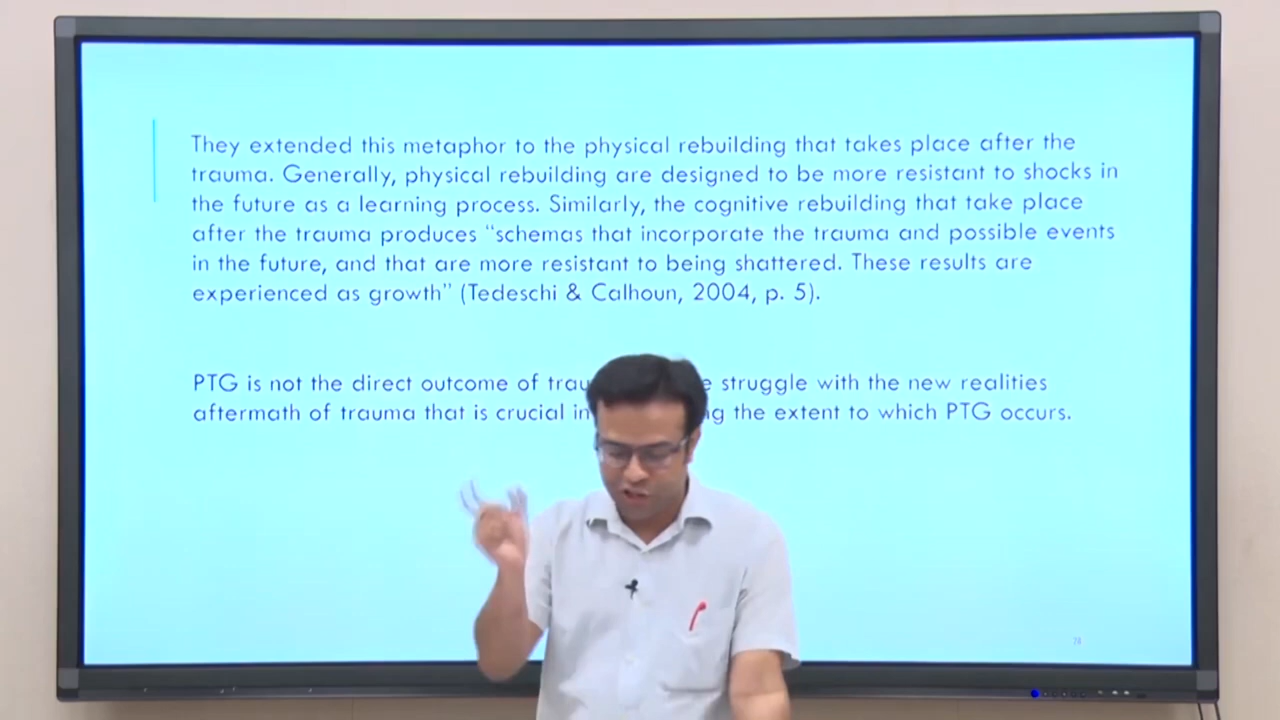 They extended this metaphor to the physical rebuilding that takes place after the
trauma. Generally, physical rebuilding are designed to be more resistant to shocks in
the future as a learning process. Similarly, the cognitive rebuilding that take place
after the trauma produces “schemas that incorporate the trauma and possible events
in the future, and that are more resistant to being shattered. These results are
experienced as growth” (Tedeschi & Calhoun, 2004, p. 5).
PTG is not the direct outcome of struggle with the new realities
aftermath of trauma that is crucial in the extent to which PTG occurs.